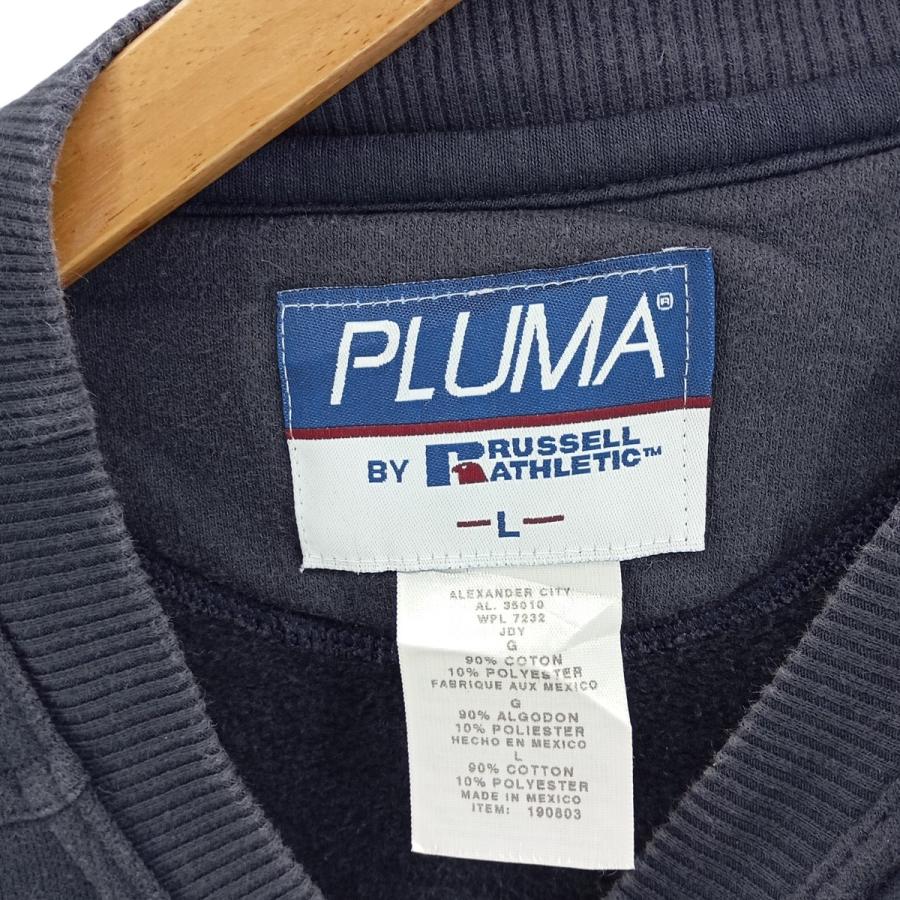 PLUMA®
BY RUSSELL
ATHLETIC™
-L-
ALEXANDER CITY
AL. 35010
WPL 7232
JDY
G
90% COTON
10% POLYESTER
FABRIQUE AUX MEXICO
G
90% ALGODON
10% POLIESTER
HECHO EN MEXICO
L
90% COTTON
10% POLYESTER
MADE IN MEXICO
ITEM: 190803